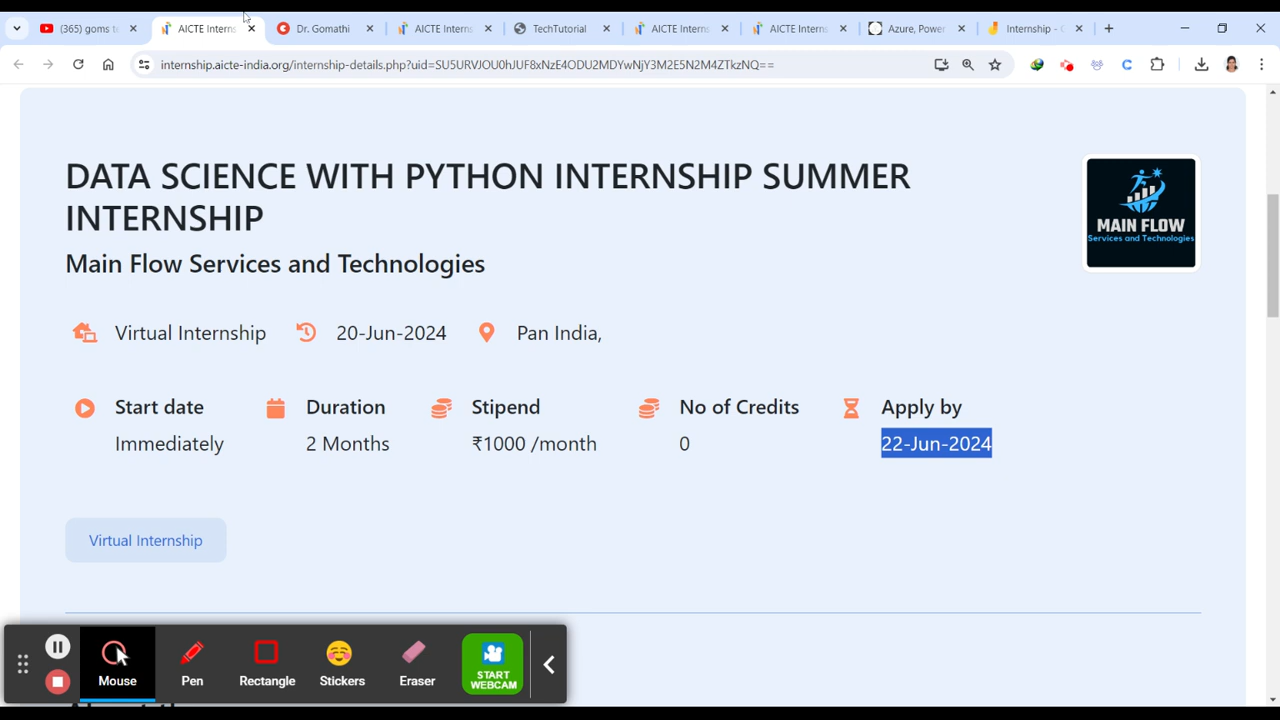 (365) goms t
AICTE Intern
Dr. Gomathi
AICTE Intern
TechTutorial
AICTE Intern
AICTE Intern
Azure, Power
Internship -
internship.aicte-india.org/internship-details.php?uid=SU5URVJOU0hJUF8xNzE4ODU2MDYwNjY3M2E5N2M4ZTkzNQ==
DATA SCIENCE WITH PYTHON INTERNSHIP SUMMER
INTERNSHIP
Main Flow Services and Technologies
MAIN FLOW
Services and Technologies
Virtual Internship 20-Jun-2024 Pan India,
Start date Duration Stipend No of Credits Apply by
Immediately 2 Months ₹1000 /month 0 22-Jun-2024
Virtual Internship
Mouse Pen Rectangle Stickers Eraser START
WEBCAM